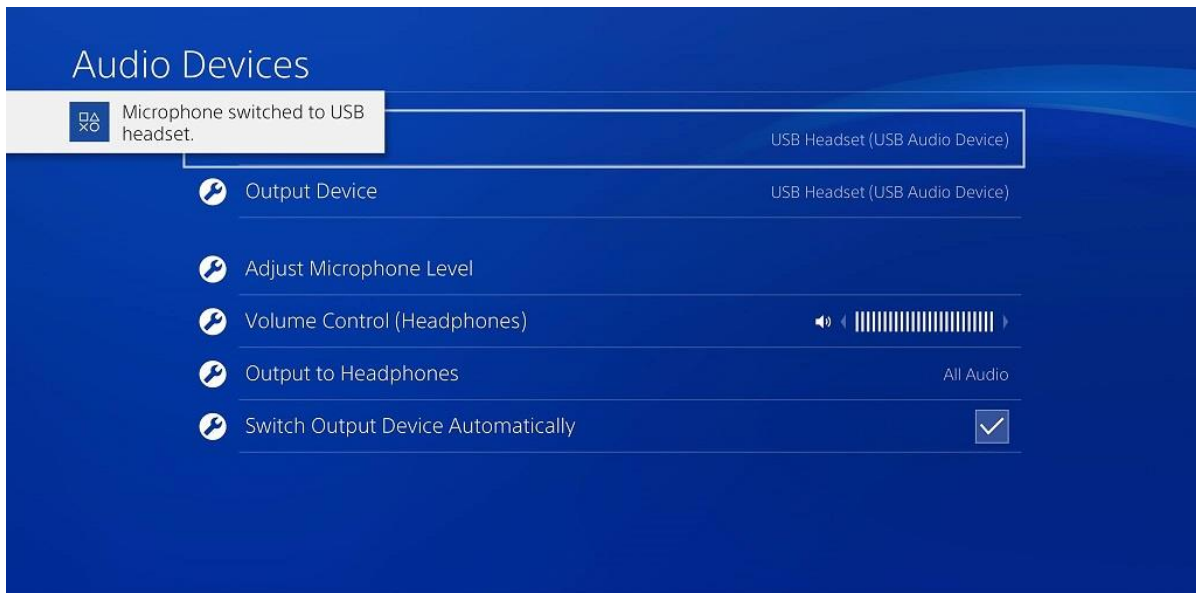 Audio Devices
Microphone switched to USB
headset.
USB Headset (USB Audio Device)
Output Device
USB Headset (USB Audio Device)
Adjust Microphone Level
Volume Control (Headphones)
Output to Headphones
All Audio
Switch Output Device Automatically